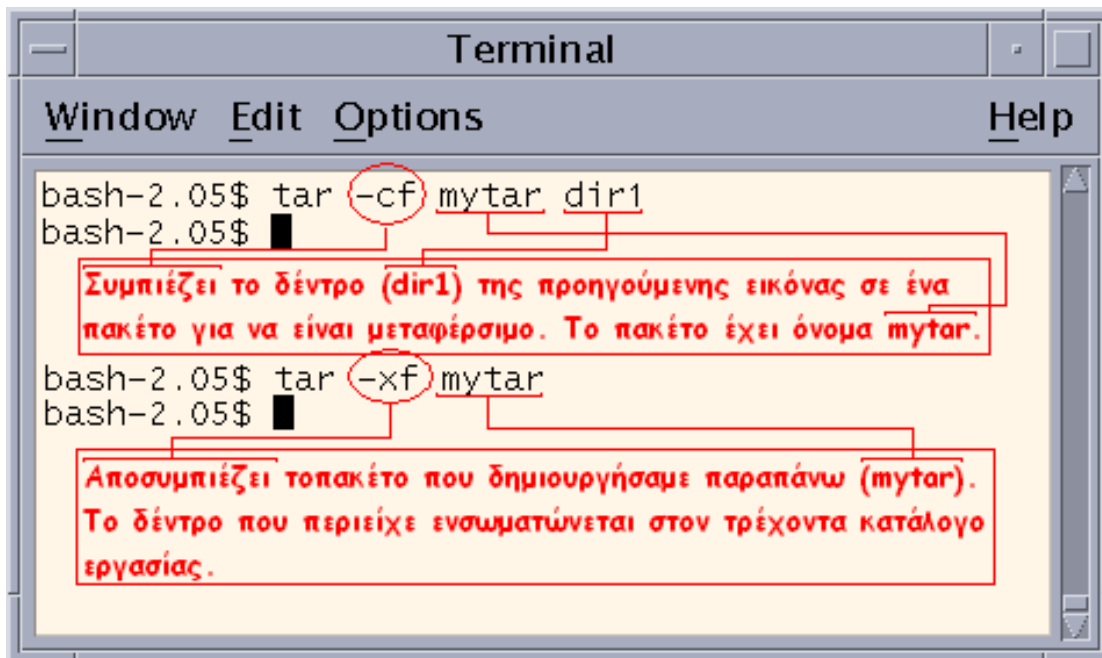 Terminal
Window Edit Options Help
bash-2.05$ tar -cf mytar dir1
bash-2.05$
Συμπιέζει το δέντρο (dir1) της προηγούμενης εικόνας σε ένα
πακέτο για να είναι μεταφέρσιμο. Το πακέτο έχει όνομα mytar.
bash-2.05$ tar -xf mytar
bash-2.05$
Αποσυμπιέζει τοπακέτο που δημιουργήσαμε παραπάνω (mytar).
Το δέντρο που περιείχε ενσωματώνεται στον τρέχοντα κατάλογο
εργασίας.